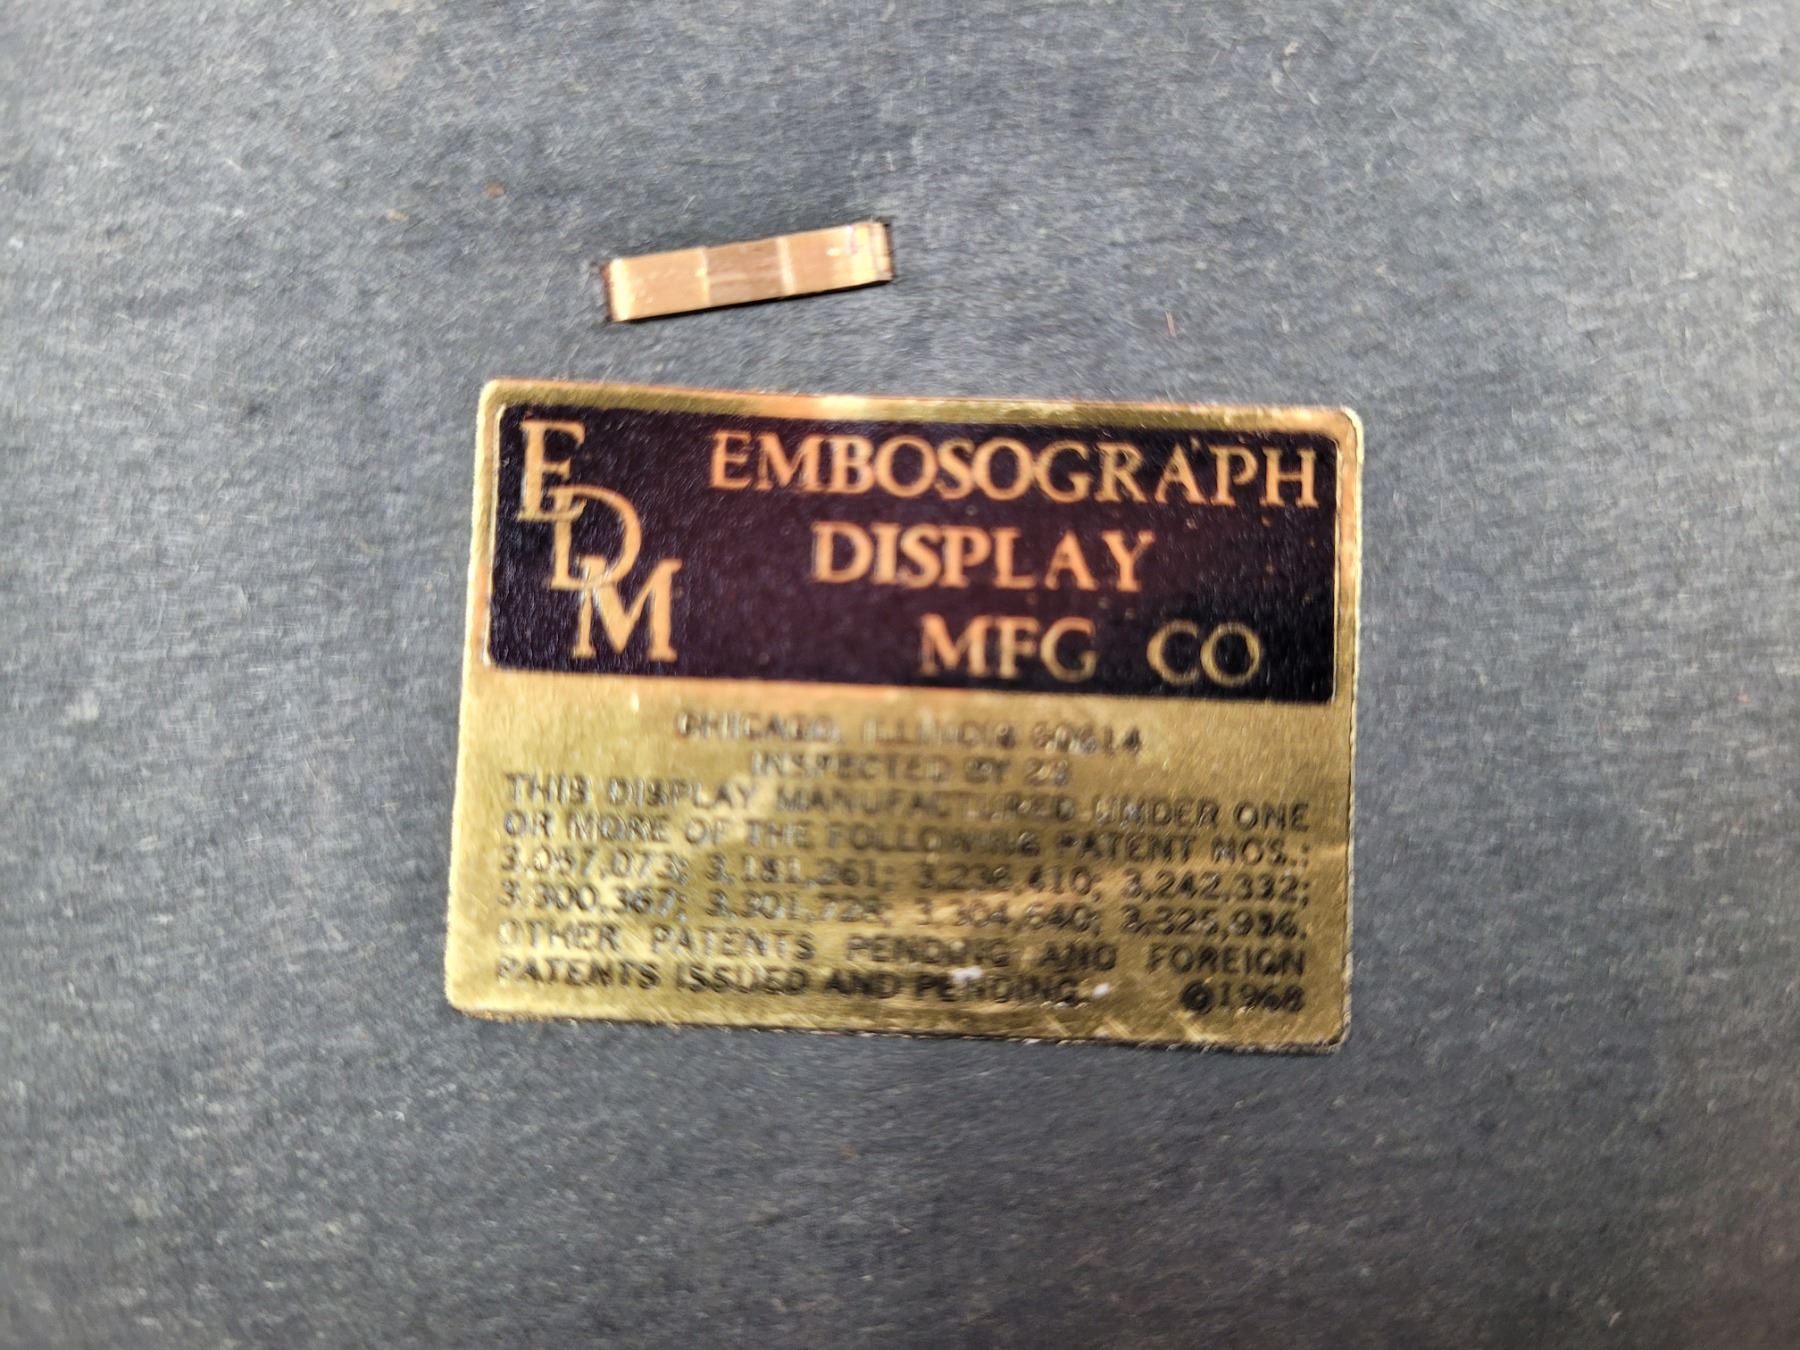 EDM
EMBOSOGRAPH
DISPLAY
MFG CO
CHICAGO, ILLINOIS 60614
INSPECTED BY
THIS DISPLAY MANUFACTURED UNDER ONE
OR MORE OF THE FOLLOWING PATENT NOS.:
3,057,073; 3,181,261; 3,236,410; 3,242,332;
3,300,367; 3,301,728; 3,304,640; 3,325,936.
OTHER PATENTS PENDING AND FOREIGN
PATENTS ISSUED AND PENDING. ©1968